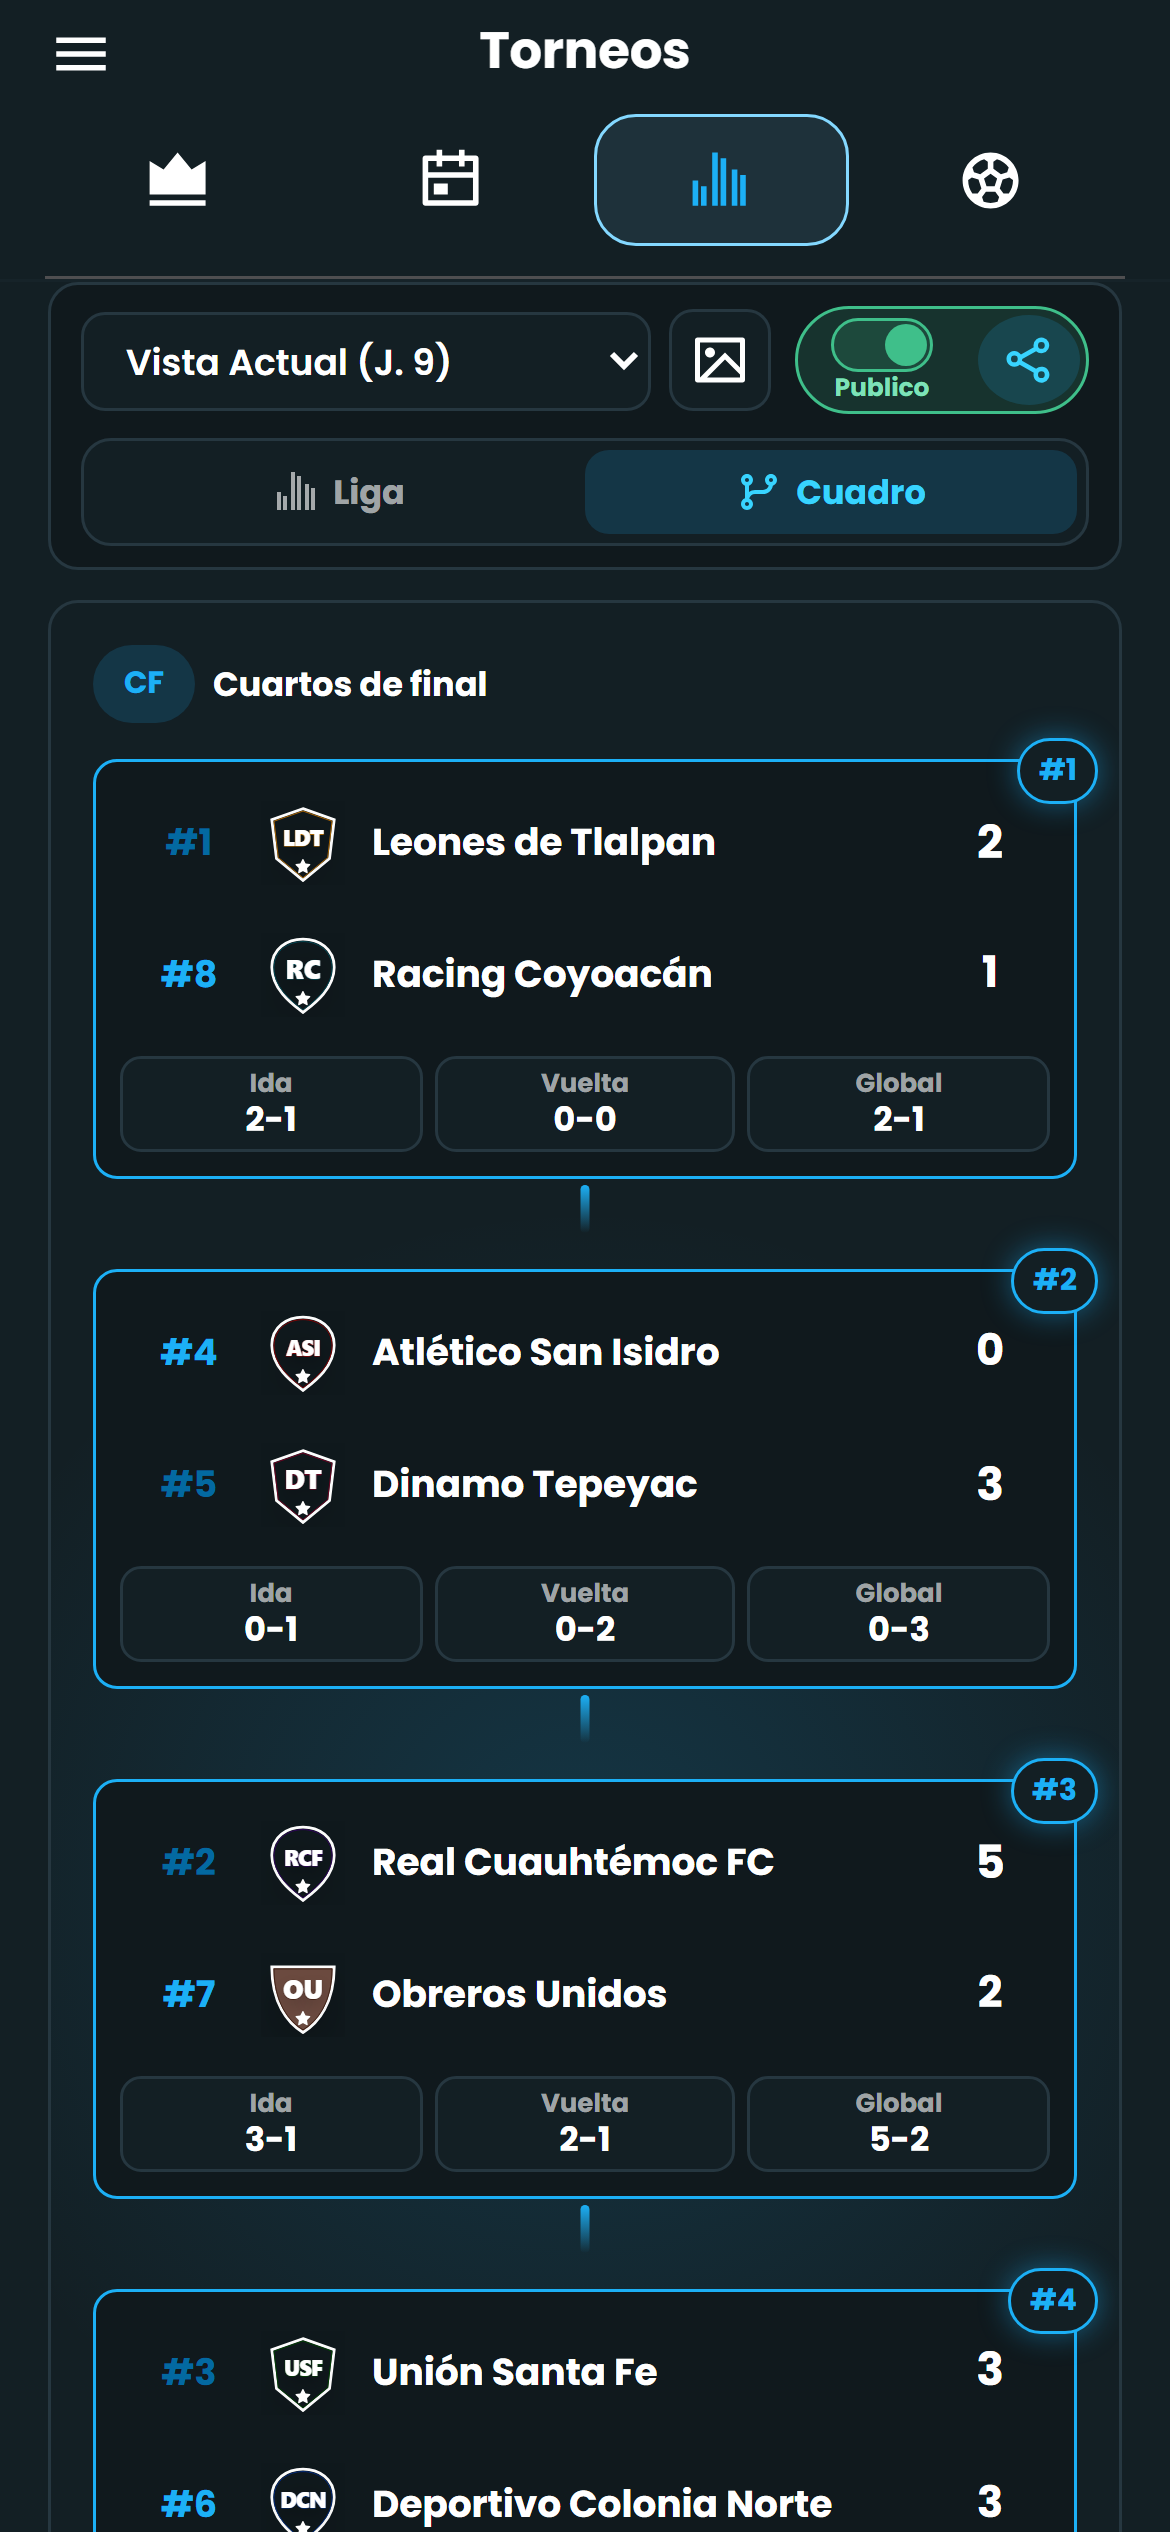 Torneos
Vista Actual (J. 9)
Publico
Liga
Cuadro
CF
Cuartos de final
#1
#1 LDT Leones de Tlalpan 2
#8 RC Racing Coyoacán 1
Ida Vuelta Global
2-1 0-0 2-1
#2
#4 ASI Atlético San Isidro 0
#5 DT Dinamo Tepeyac 3
Ida Vuelta Global
0-1 0-2 0-3
#3
#2 RCF Real Cuauhtémoc FC 5
#7 OU Obreros Unidos 2
Ida Vuelta Global
3-1 2-1 5-2
#4
#3 USF Unión Santa Fe 3
#6 DCN Deportivo Colonia Norte 3